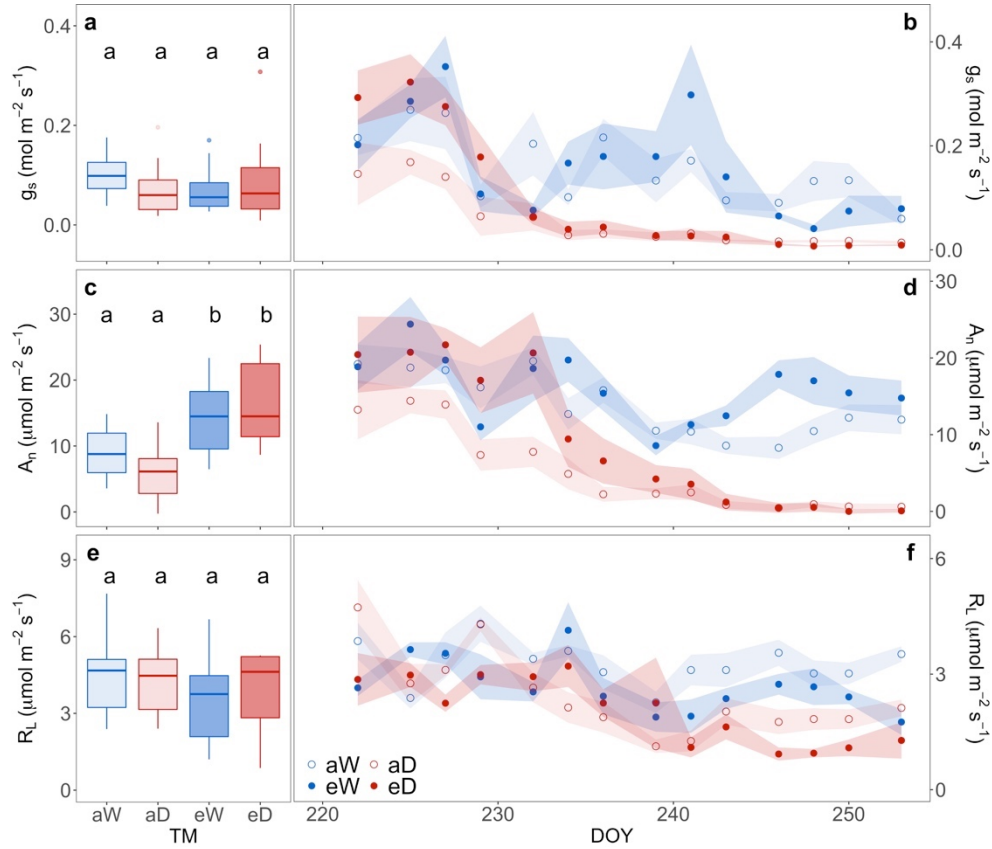 a
a a a a
0.4
0.2
0.0
gs (mol m−2 s−1)
b
0.4
0.2
0.0
gs (mol m−2 s−1)
c
a a b b
30
20
10
0
An (μmol m−2 s−1)
d
30
20
10
0
An (μmol m−2 s−1)
e
a a a a
9
6
3
0
RL (μmol m−2 s−1)
aW aD eW eD
TM
f
6
3
0
RL (μmol m−2 s−1)
aW aD
eW eD
220 230 240 250
DOY